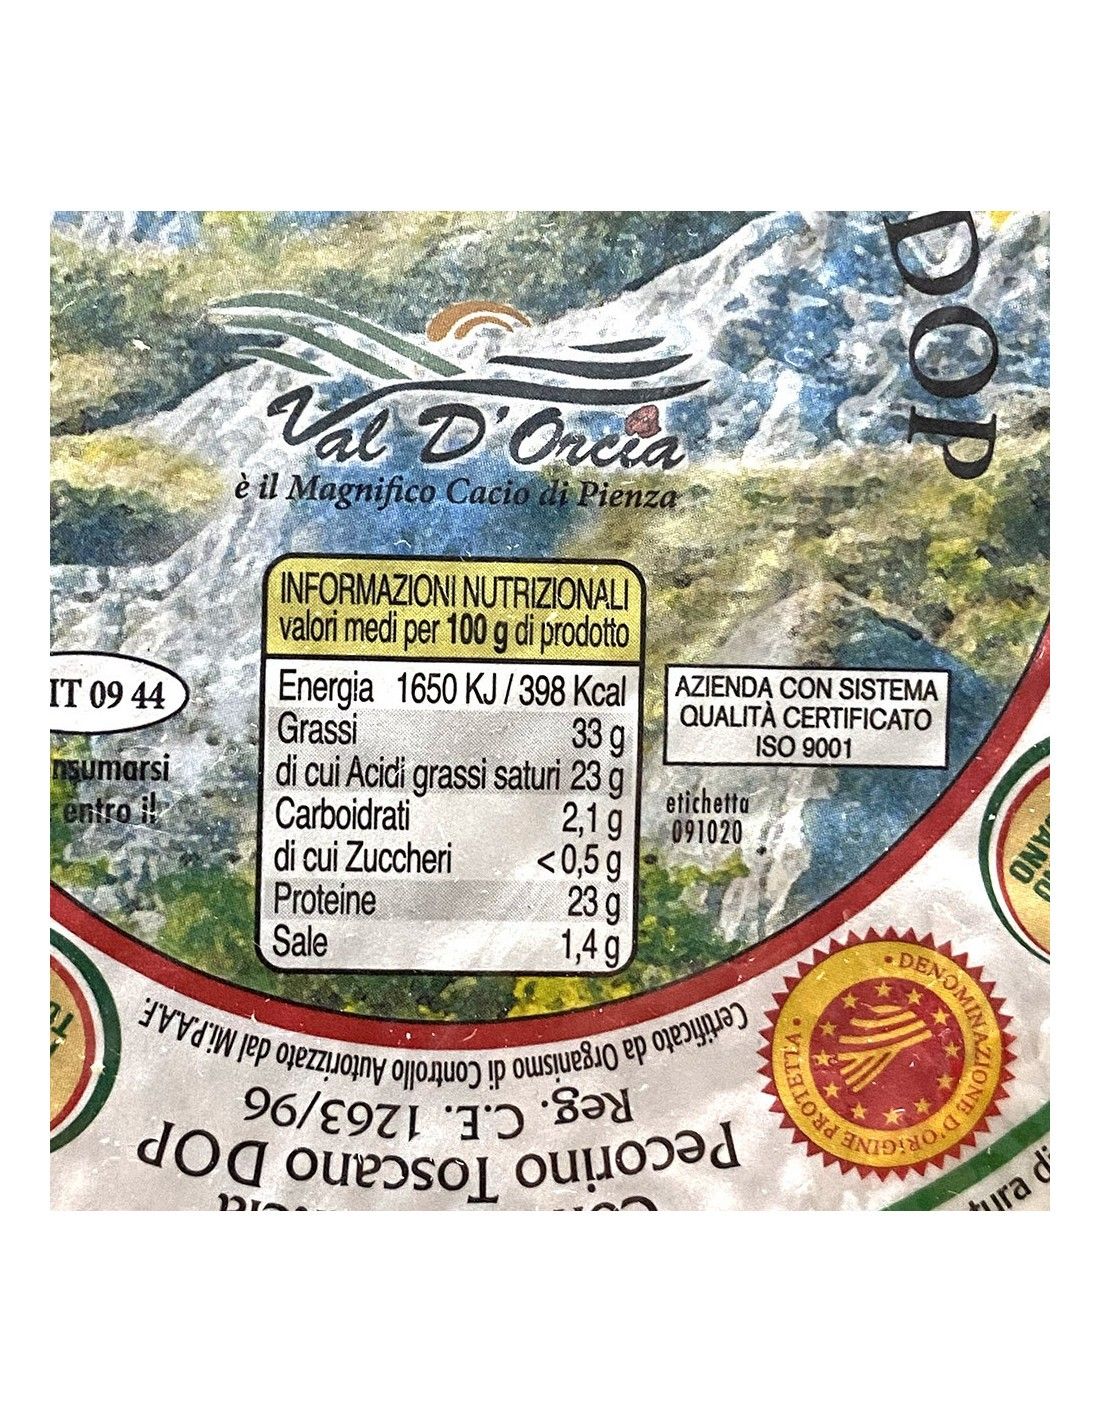 DOP
Val D'Orcia
è il Magnifico Cacio di Pienza
INFORMAZIONI NUTRIZIONALI
valori medi per 100 g di prodotto
Energia 1650 KJ / 398 Kcal
Grassi 33 g
di cui Acidi grassi saturi 23 g
Carboidrati 2,1 g
di cui Zuccheri <0,5 g
Proteine 23 g
Sale 1,4 g
IT 09 44
nsumarsi
entro il
AZIENDA CON SISTEMA
QUALITÀ CERTIFICATO
ISO 9001
etichetta
091020
DENOMINAZIONE D'ORIGINE PROTETTA
Pecorino Toscano DOP
Reg. C.E. 1263/96
Certificato da Organismo di Controllo Autorizzato dal Mi.P.A.A.F.